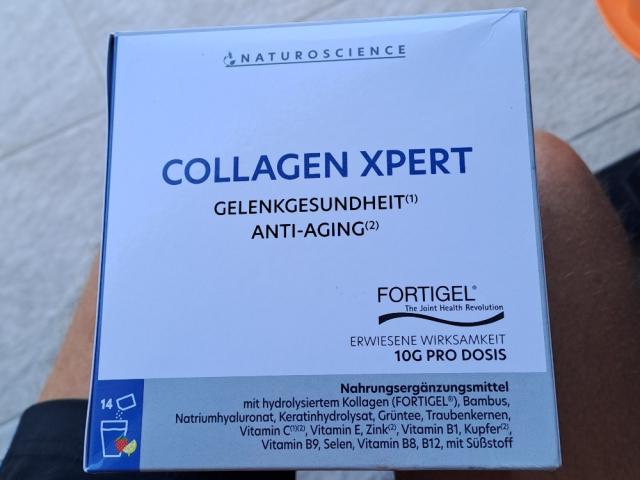 NATUROSCIENCE
COLLAGEN XPERT
GELENKGESUNDHEIT(1)
ANTI-AGING(2)
FORTIGEL®
The Joint Health Revolution
ERWIESENE WIRKSAMKEIT
10G PRO DOSIS
14
Nahrungsergänzungsmittel
mit hydrolysiertem Kollagen (FORTIGEL®), Bambus,
Natriumhyaluronat, Keratinhydrolysat, Grüntee, Traubenkernen,
Vitamin C(1)(2), Vitamin E, Zink(2), Vitamin B1, Kupfer(2),
Vitamin B9, Selen, Vitamin B8, B12, mit Süßstoff